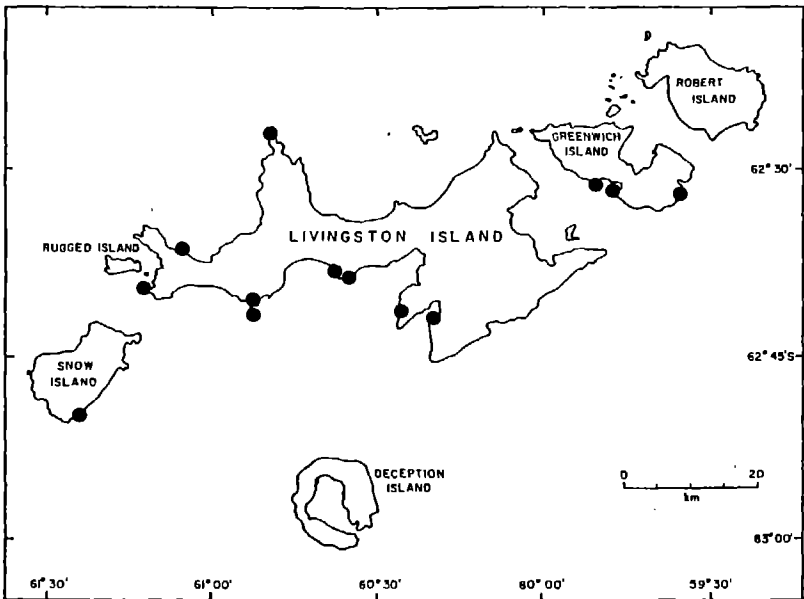 ROBERT
ISLAND
GREENWICH
ISLAND
62°30'
LIVINGSTON ISLAND
RUGGED ISLAND
62°45'S
SNOW
ISLAND
DECEPTION
ISLAND
0 20
km
63°00'
61°30' 61°00' 60°30' 60°00' 59°30'